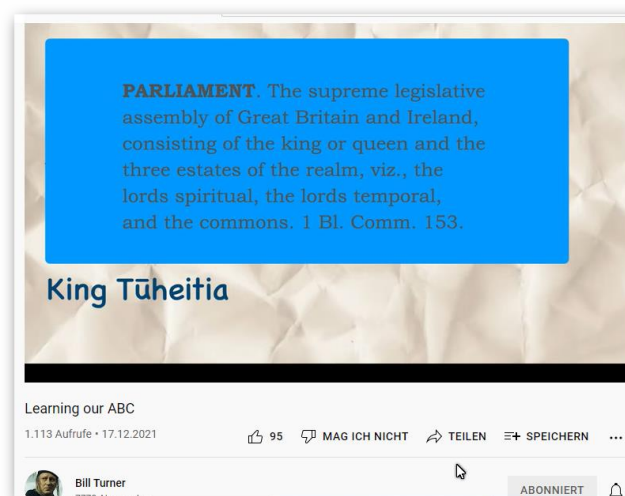 PARLIAMENT. The supreme legislative
assembly of Great Britain and Ireland,
consisting of the king or queen and the
three estates of the realm, viz., the
lords spiritual, the lords temporal,
and the commons. 1 Bl. Comm. 153.
King Tūheitia
Learning our ABC
1.113 Aufrufe • 17.12.2021 95 MAG ICH NICHT TEILEN SPEICHERN
Bill Turner
ABONNIERT